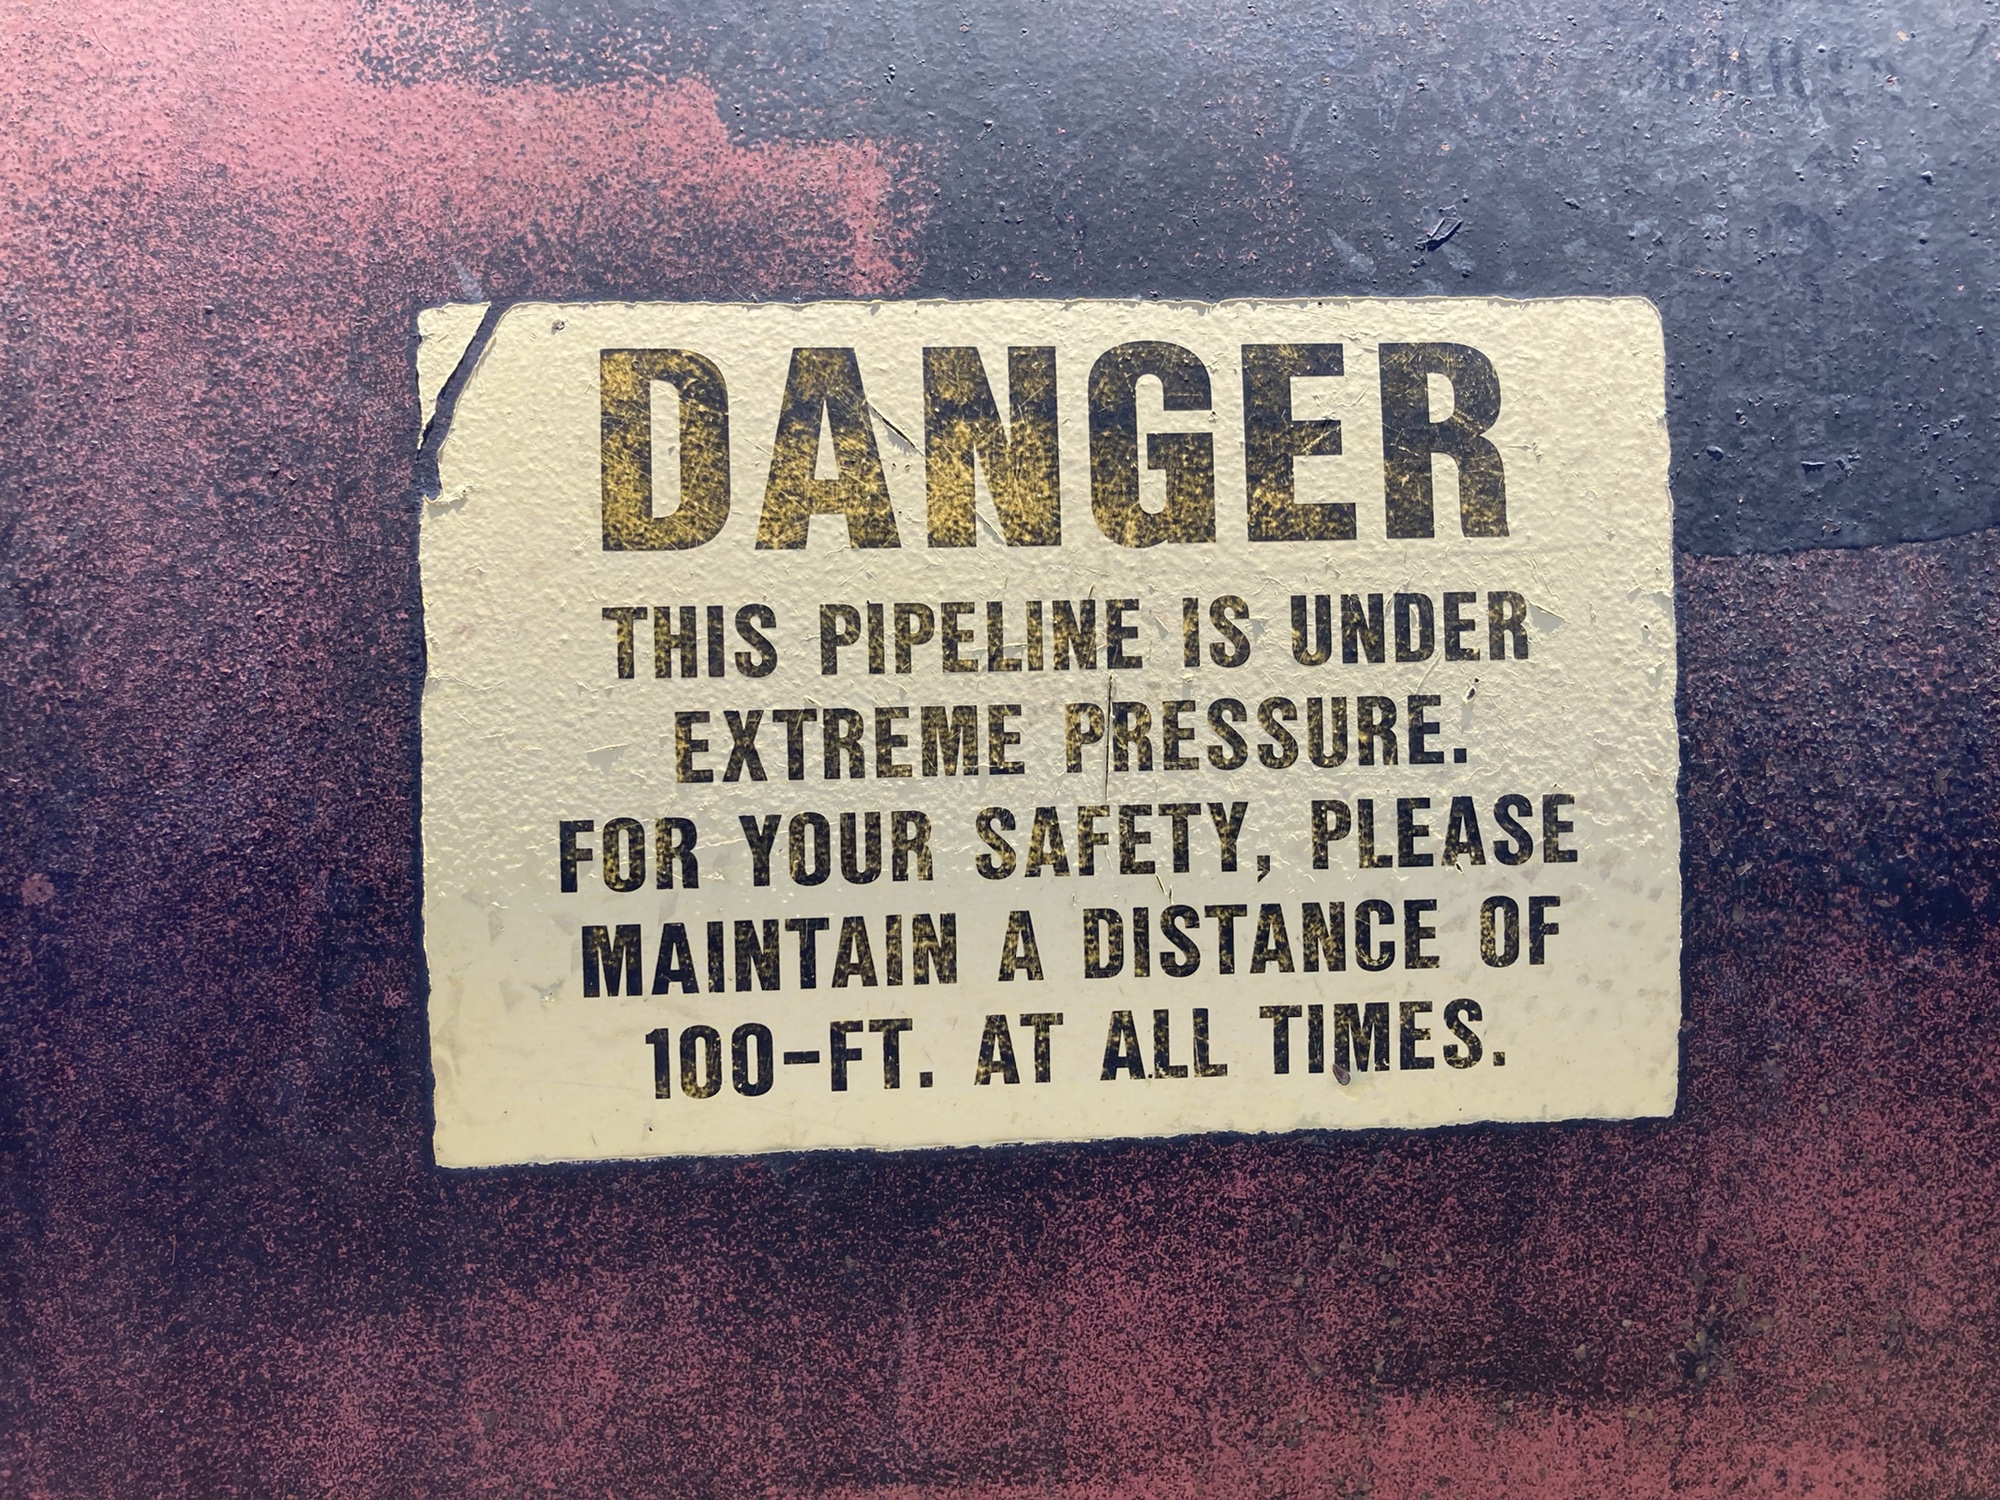 DANGER
THIS PIPELINE IS UNDER
EXTREME PRESSURE.
FOR YOUR SAFETY, PLEASE
MAINTAIN A DISTANCE OF
100-FT. AT ALL TIMES.